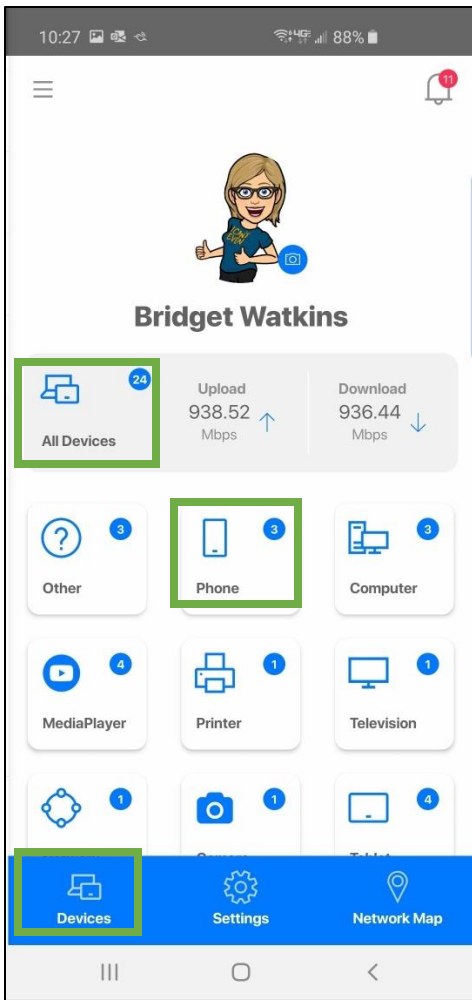 10:27 4GE 88%
11
Bridget Watkins
24
All Devices
Upload
938.52
Mbps
Download
936.44
Mbps
3
Other
3
Phone
3
Computer
4
MediaPlayer
1
Printer
1
Television
1
1
4
Devices
Settings
Network Map